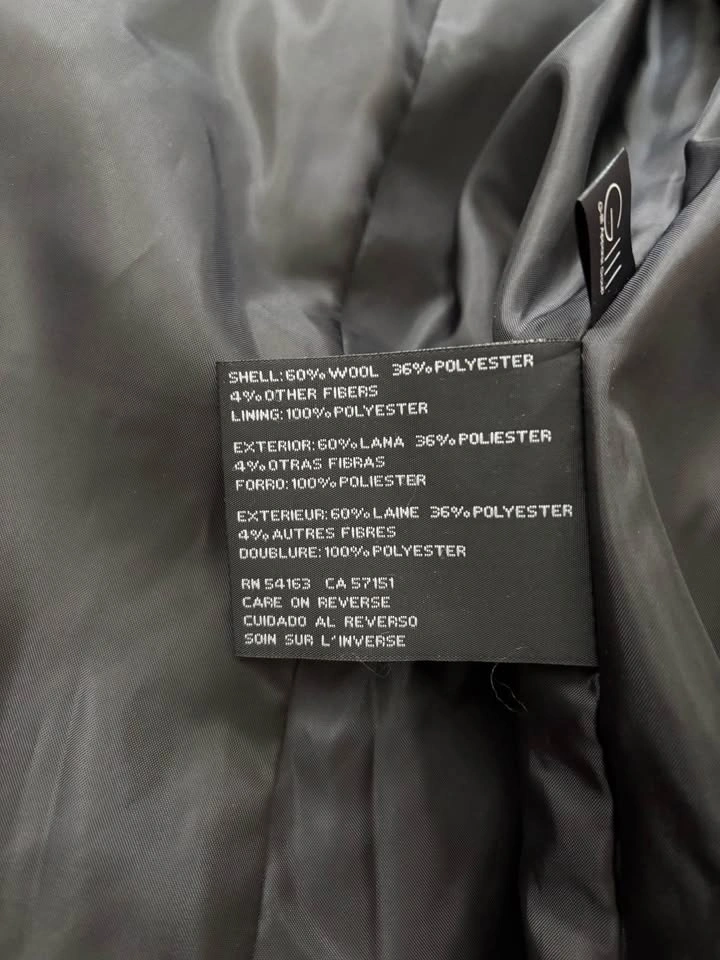 SHELL: 60% WOOL 36% POLYESTER
4% OTHER FIBERS
LINING: 100% POLYESTER
EXTERIOR: 60% LANA 36% POLIESTER
4% OTRAS FIBRAS
FORRO: 100% POLIESTER
EXTERIEUR: 60% LAINE 36% POLYESTER
4% AUTRES FIBRES
DOUBLURE: 100% POLYESTER
RN 54163 CA 57151
CARE ON REVERSE
CUIDADO AL REVERSO
SOIN SUR L'INVERSE